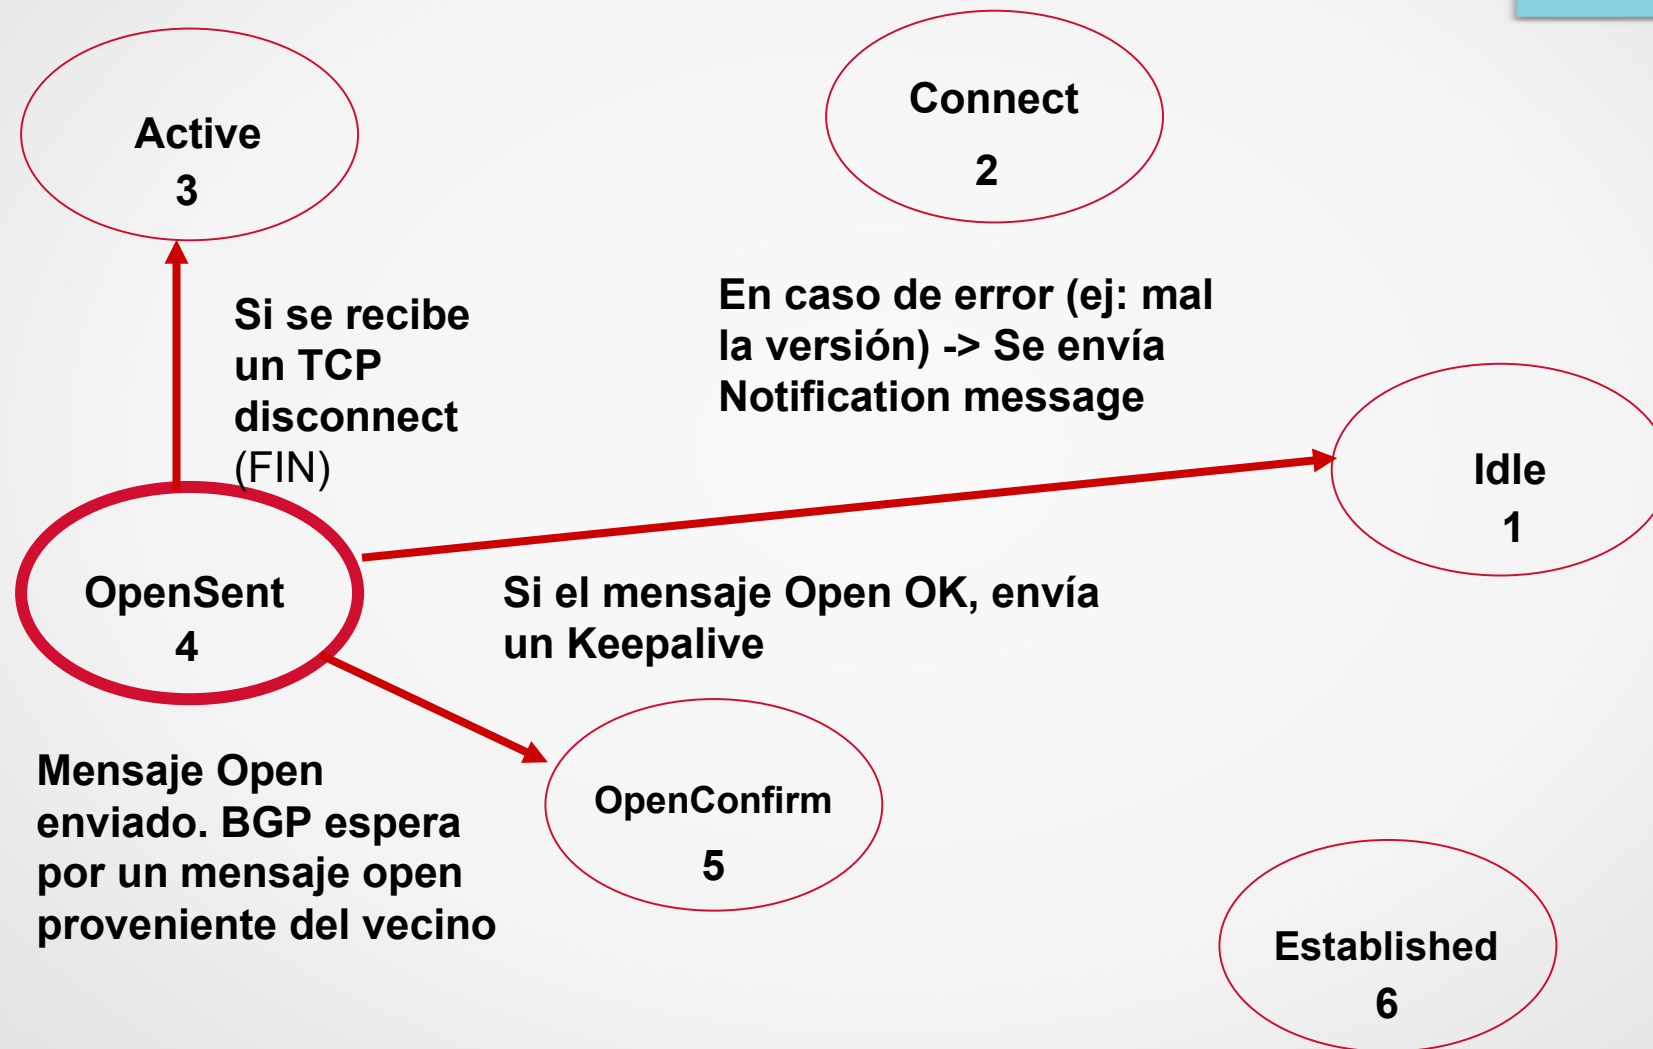 Active
3
Connect
2
Si se recibe
un TCP
disconnect
(FIN)
En caso de error (ej: mal
la versión) -> Se envía
Notification message
Idle
1
OpenSent
4
Si el mensaje Open OK, envía
un Keepalive
Mensaje Open
enviado. BGP espera
por un mensaje open
proveniente del vecino
OpenConfirm
5
Established
6